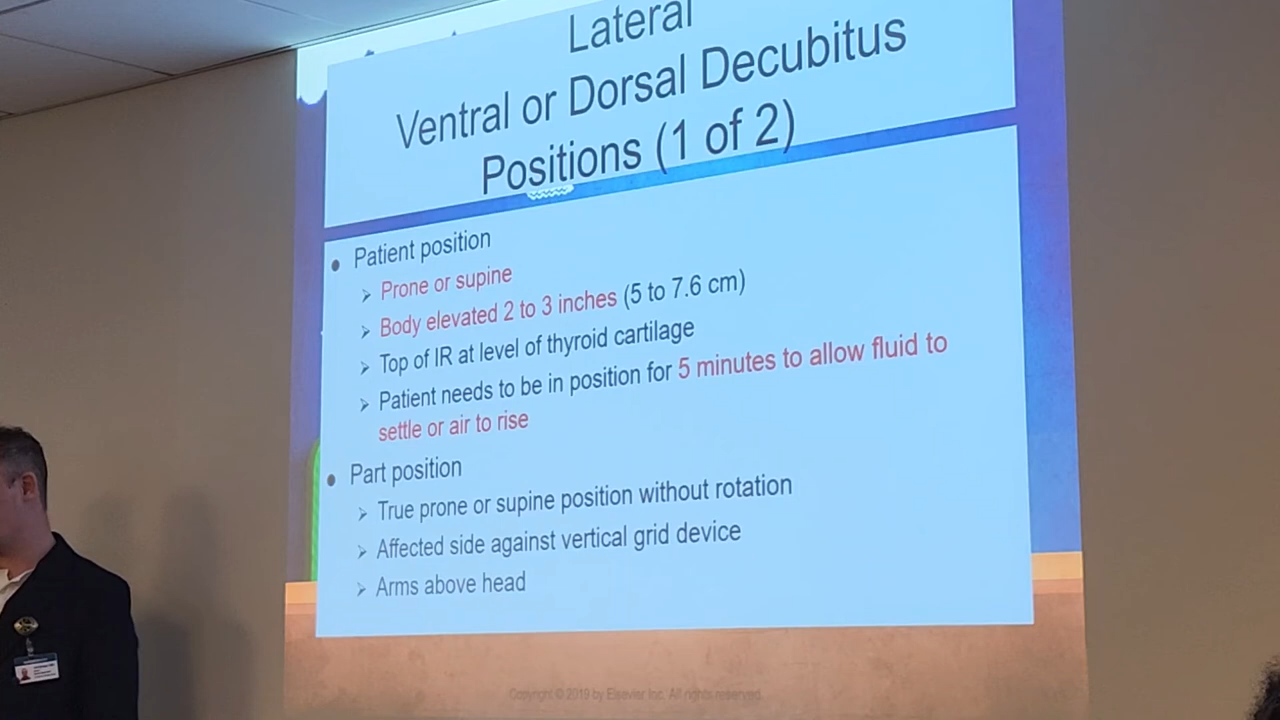 Lateral
Ventral or Dorsal Decubitus
Positions (1 of 2)
Patient position
Prone or supine
Body elevated 2 to 3 inches (5 to 7.6 cm)
Top of IR at level of thyroid cartilage
Patient needs to be in position for 5 minutes to allow fluid to
settle or air to rise
Part position
True prone or supine position without rotation
Affected side against vertical grid device
Arms above head
Copyright © 2019 by Elsevier Inc. All rights reserved.